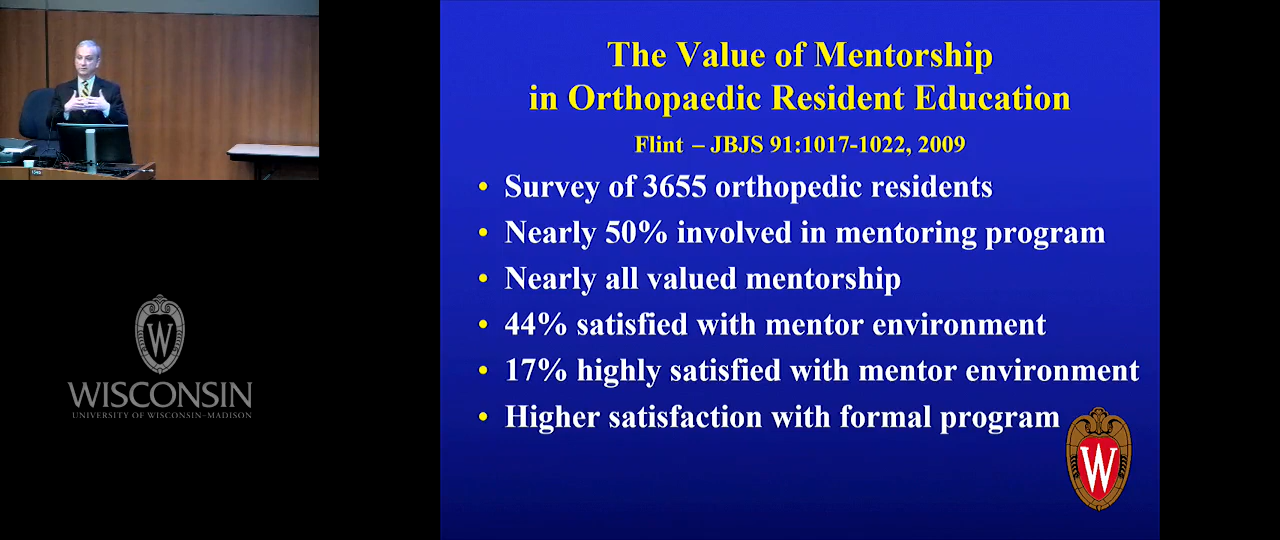 The Value of Mentorship
in Orthopaedic Resident Education
Flint – JBJS 91:1017-1022, 2009
• Survey of 3655 orthopedic residents
• Nearly 50% involved in mentoring program
• Nearly all valued mentorship
• 44% satisfied with mentor environment
• 17% highly satisfied with mentor environment
• Higher satisfaction with formal program
W
W
WISCONSIN
UNIVERSITY OF WISCONSIN–MADISON